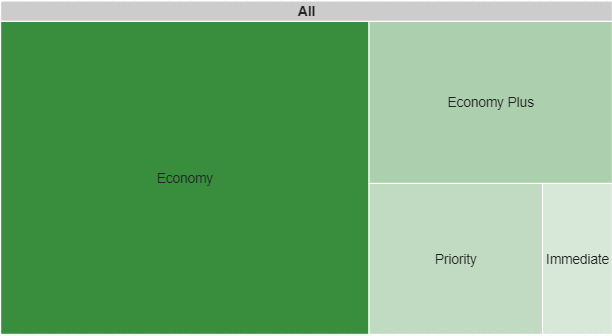 All
Economy
Economy Plus
Priority
Immediate